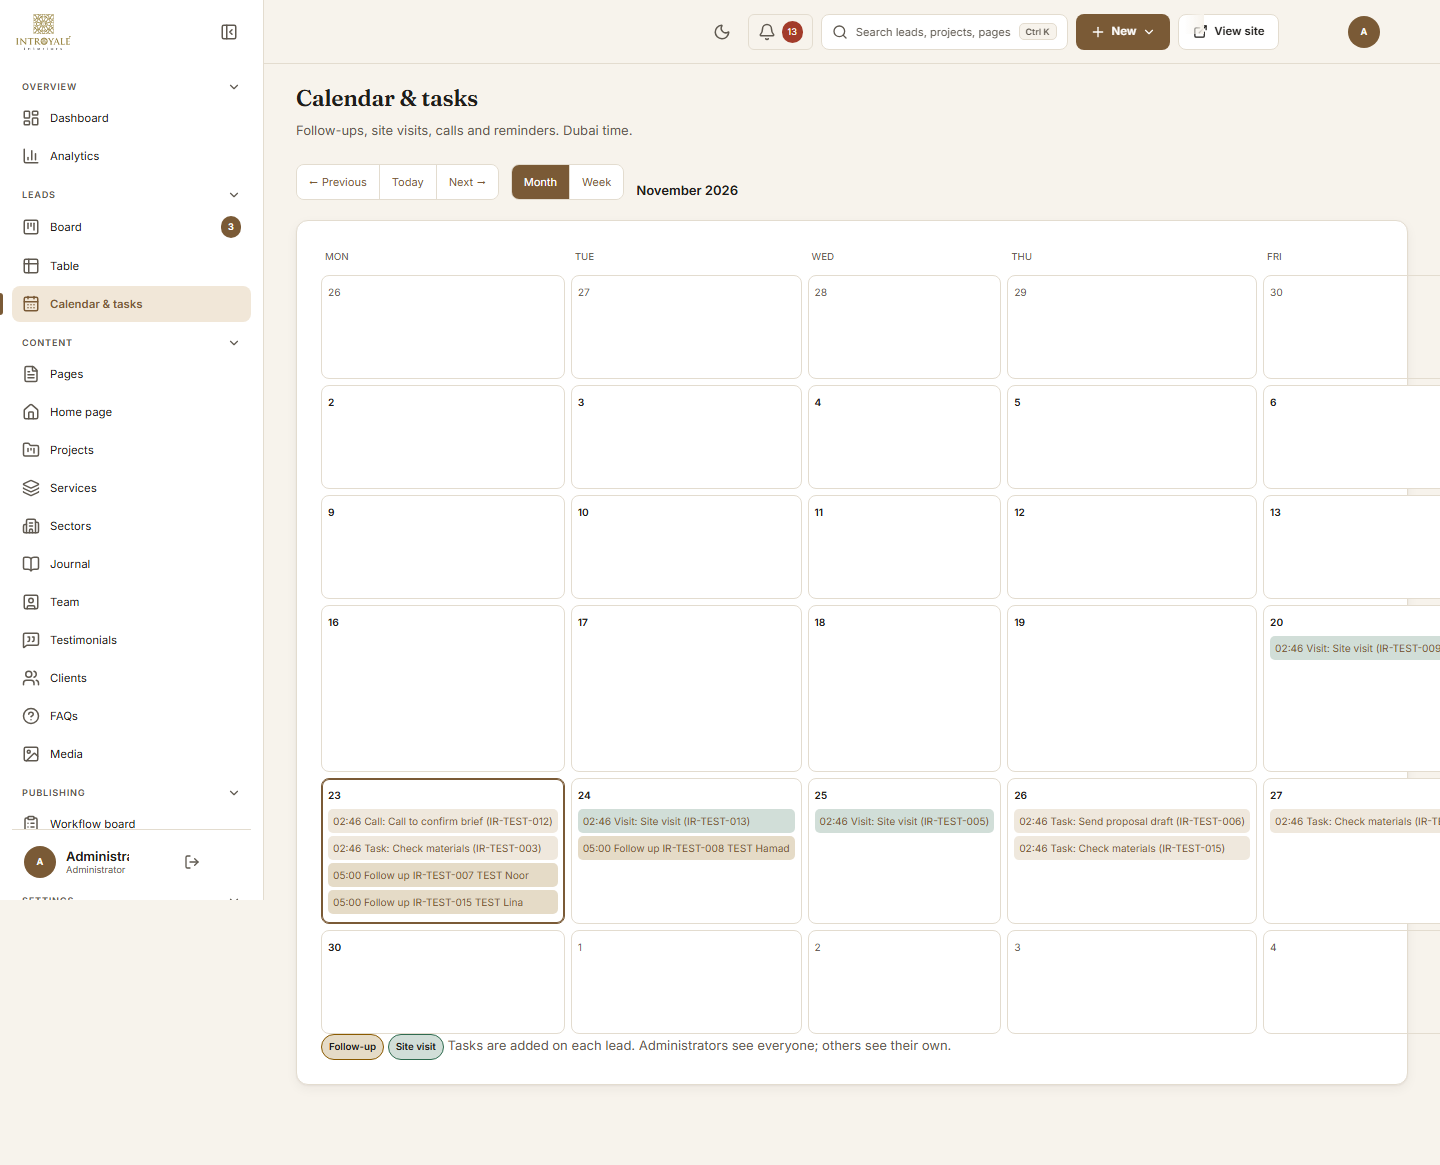 INTROYALE
Interiors
13
Search leads, projects, pages
Ctrl K
New
View site
A
OVERVIEW
Dashboard
Analytics
LEADS
Board
3
Table
Calendar & tasks
CONTENT
Pages
Home page
Projects
Services
Sectors
Journal
Team
Testimonials
Clients
FAQs
Media
PUBLISHING
Workflow board
A
Administra
Administrator
SETTINGS
Calendar & tasks
Follow-ups, site visits, calls and reminders. Dubai time.
← Previous
Today
Next →
Month
Week
November 2026
MON
TUE
WED
THU
FRI
26
27
28
29
30
2
3
4
5
6
9
10
11
12
13
16
17
18
19
20
02:46 Visit: Site visit (IR-TEST-009
23
02:46 Call: Call to confirm brief (IR-TEST-012)
02:46 Task: Check materials (IR-TEST-003)
05:00 Follow up IR-TEST-007 TEST Noor
05:00 Follow up IR-TEST-015 TEST Lina
24
02:46 Visit: Site visit (IR-TEST-013)
05:00 Follow up IR-TEST-008 TEST Hamad
25
02:46 Visit: Site visit (IR-TEST-005)
26
02:46 Task: Send proposal draft (IR-TEST-006)
02:46 Task: Check materials (IR-TEST-015)
27
02:46 Task: Check materials (IR-TE
30
1
2
3
4
Follow-up
Site visit
Tasks are added on each lead. Administrators see everyone; others see their own.